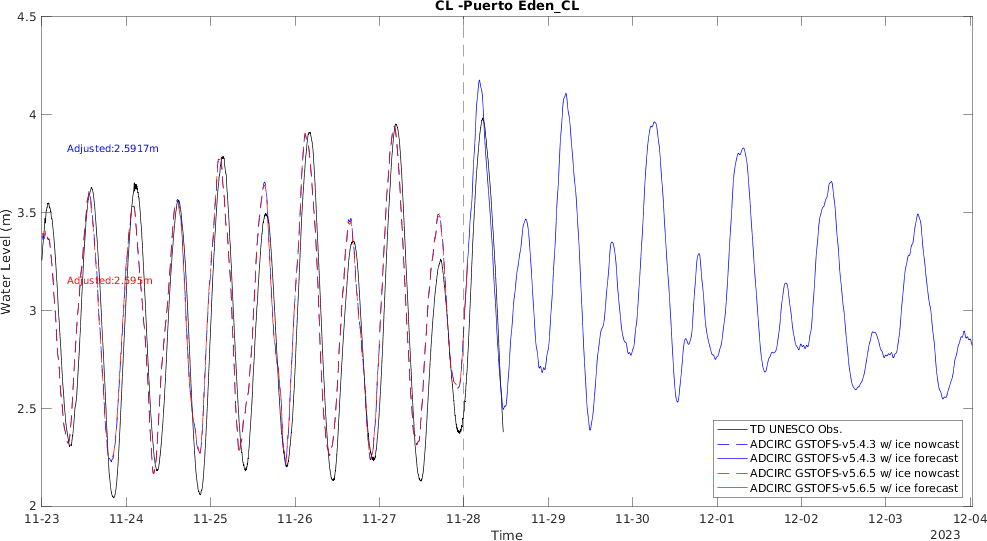 CL -Puerto Eden_CL
4.5
4
3.5
3
2.5
2
Water Level (m)
Adjusted:2.5917m
Adjusted:2.595m
TD UNESCO Obs.
ADCIRC GSTOFS-v5.4.3 w/ ice nowcast
ADCIRC GSTOFS-v5.4.3 w/ ice forecast
ADCIRC GSTOFS-v5.6.5 w/ ice nowcast
ADCIRC GSTOFS-v5.6.5 w/ ice forecast
11-23 11-24 11-25 11-26 11-27 11-28 11-29 11-30 12-01 12-02 12-03 12-04
Time
2023